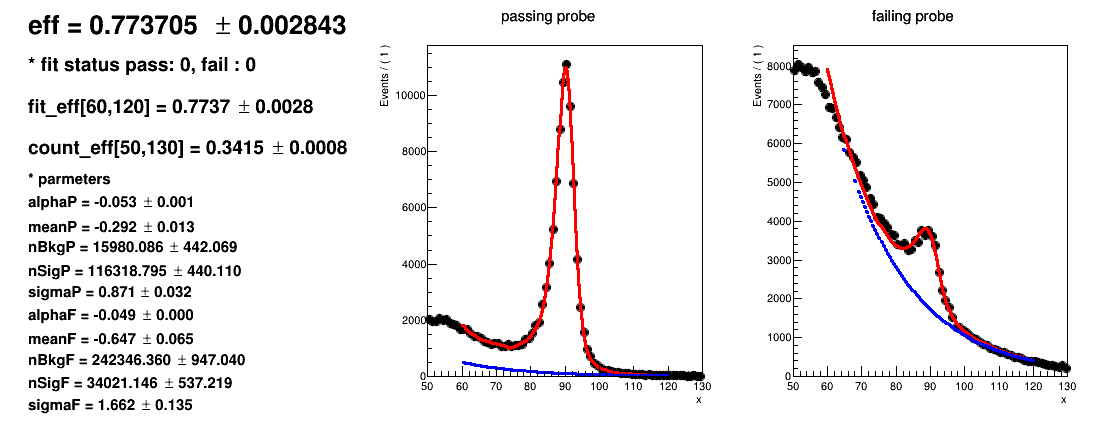 eff = 0.773705 ± 0.002843
* fit status pass: 0, fail : 0
fit_eff[60,120] = 0.7737 ± 0.0028
count_eff[50,130] = 0.3415 ± 0.0008
* parmeters
alphaP = -0.053 ± 0.001
meanP = -0.292 ± 0.013
nBkgP = 15980.086 ± 442.069
nSigP = 116318.795 ± 440.110
sigmaP = 0.871 ± 0.032
alphaF = -0.049 ± 0.000
meanF = -0.647 ± 0.065
nBkgF = 242346.360 ± 947.040
nSigF = 34021.146 ± 537.219
sigmaF = 1.662 ± 0.135
passing probe
Events / ( 1 )
10000
8000
6000
4000
2000
0
50 60 70 80 90 100 110 120 130
x
failing probe
Events / ( 1 )
8000
7000
6000
5000
4000
3000
2000
1000
0
50 60 70 80 90 100 110 120 130
x